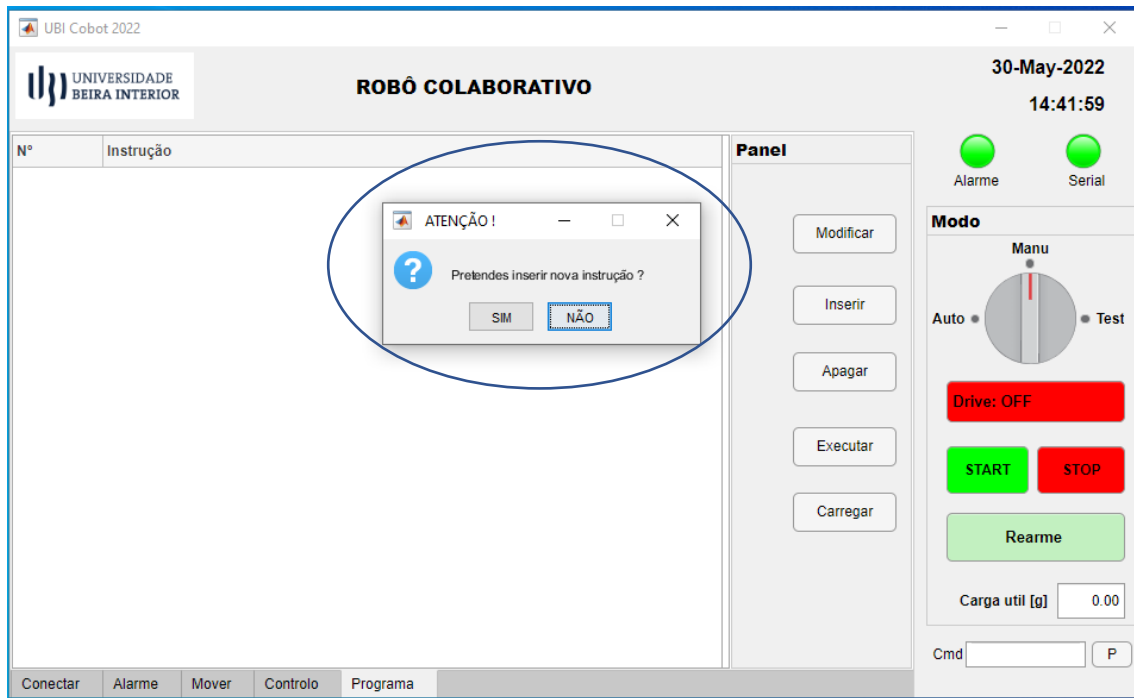 UBI Cobot 2022
UNIVERSIDADE
BEIRA INTERIOR
ROBÔ COLABORATIVO
30-May-2022
14:41:59
Nº Instrução
Panel
Alarme Serial
ATENÇÃO !
Pretendes inserir nova instrução ?
SIM NÃO
Modificar
Inserir
Apagar
Executar
Carregar
Modo
Manu
Auto Test
Drive: OFF
START STOP
Rearme
Carga util [g] 0.00
Cmd P
Conectar Alarme Mover Controlo Programa